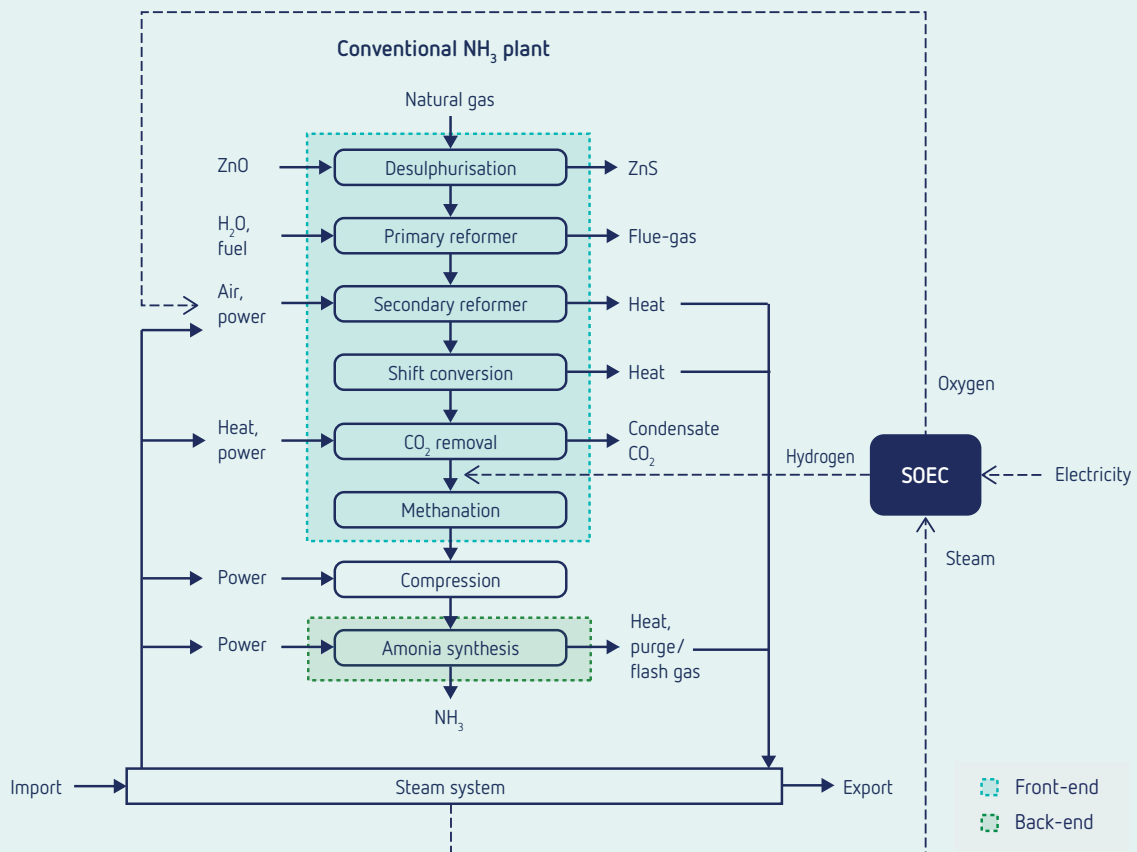 Conventional NH₃ plant
Natural gas
ZnO
Desulphurisation
ZnS
H₂O,
fuel
Primary reformer
Flue-gas
Air,
power
Secondary reformer
Heat
Shift conversion
Heat
Oxygen
Heat,
power
CO₂ removal
Condensate
CO₂
Hydrogen
SOEC
Electricity
Methanation
Steam
Power
Compression
Power
Amonia synthesis
Heat,
purge/
flash gas
NH₃
Import
Steam system
Export
Front-end
Back-end